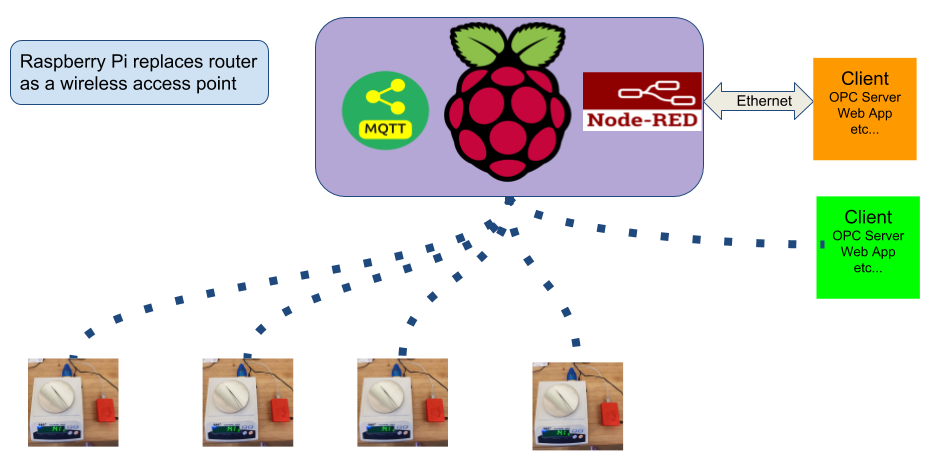 Raspberry Pi replaces router
as a wireless access point
MQTT
Node-RED
Ethernet
Client
OPC Server
Web App
etc...
Client
OPC Server
Web App
etc...